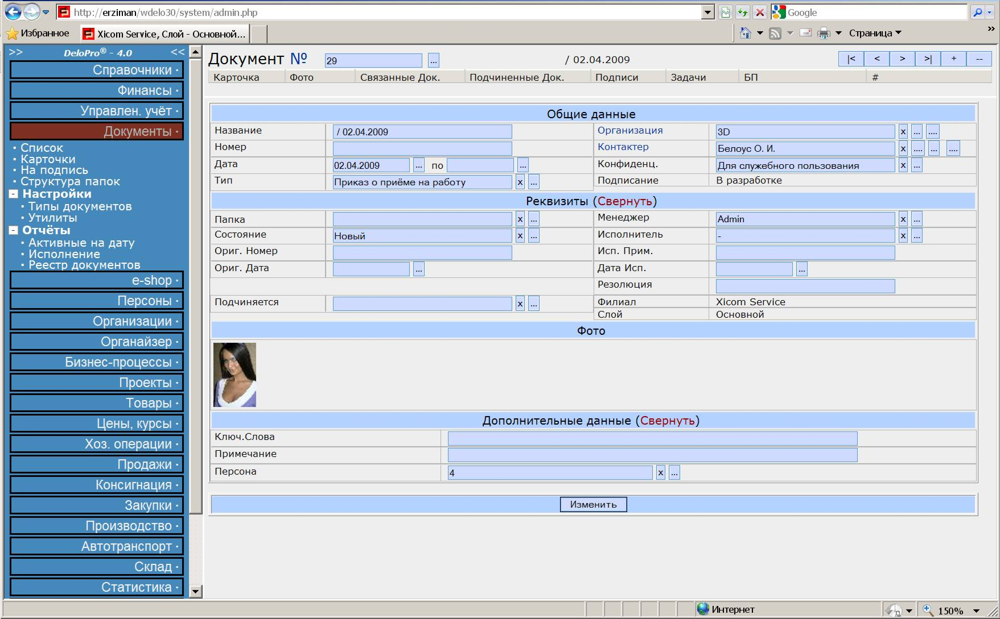 http://erziman/wdelo30/system/admin.php
Google
Избранное
Xicom Service, Слой - Основной...
Страница
>> DeloPro® - 4.0 <<
Справочники ·
Финансы ·
Управлен. учёт ·
Документы ·
· Список
· Карточки
· На подпись
· Структура папок
- Настройки
· Типы документов
· Утилиты
- Отчёты
· Активные на дату
· Исполнение
· Реестр документов
e-shop ·
Персоны ·
Организации ·
Органайзер ·
Бизнес-процессы ·
Проекты ·
Товары ·
Цены, курсы ·
Хоз. операции ·
Продажи ·
Консигнация ·
Закупки ·
Производство ·
Автотранспорт ·
Склад ·
Статистика ·
Документ № 29 ... / 02.04.2009 |< < > >| + --
Карточка Фото Связанные Док. Подчиненные Док. Подписи Задачи БП #
Общие данные
Название / 02.04.2009 Организация 3D x ... ....
Номер Контактер Белоус О. И. x .... ... ....
Дата 02.04.2009 ... по ... Конфиденц. Для служебного пользования x ...
Тип Приказ о приёме на работу x ... Подписание В разработке
Реквизиты (Свернуть)
Папка x ... Менеджер Admin x ...
Состояние Новый x ... Исполнитель - x ...
Ориг. Номер Исп. Прим.
Ориг. Дата ... Дата Исп. ...
Резолюция
Подчиняется x ... Филиал Xicom Service
Слой Основной
Фото
Дополнительные данные (Свернуть)
Ключ.Слова
Примечание
Персона 4 x ...
Изменить
Интернет
150%